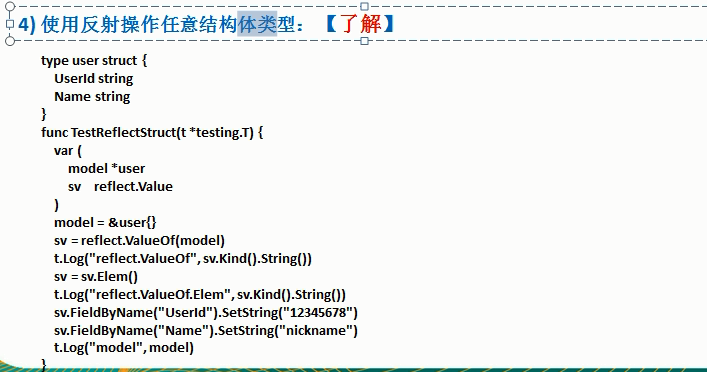 4) 使用反射操作任意结构体类型：【了解】
type user struct {
UserId string
Name string
}
func TestReflectStruct(t *testing.T) {
var (
model *user
sv reflect.Value
)
model = &user{}
sv = reflect.ValueOf(model)
t.Log("reflect.ValueOf", sv.Kind().String())
sv = sv.Elem()
t.Log("reflect.ValueOf.Elem", sv.Kind().String())
sv.FieldByName("UserId").SetString("12345678")
sv.FieldByName("Name").SetString("nickname")
t.Log("model", model)
}